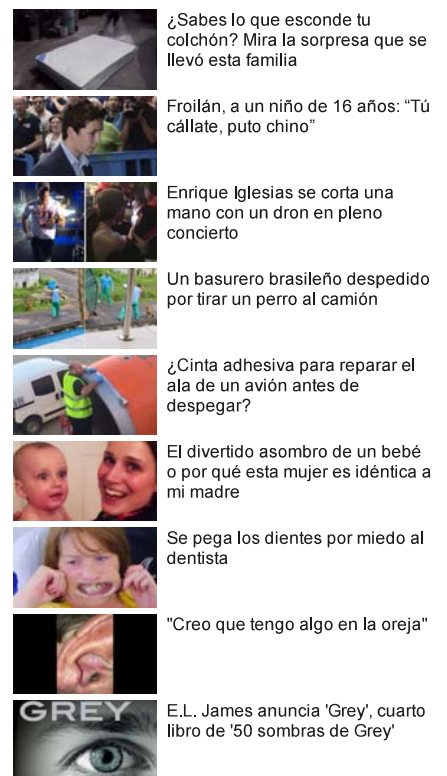 ¿Sabes lo que esconde tu
colchón? Mira la sorpresa que se
llevó esta familia
Froilán, a un niño de 16 años: “Tú
cállate, puto chino”
Enrique Iglesias se corta una
mano con un dron en pleno
concierto
Un basurero brasileño despedido
por tirar un perro al camión
¿Cinta adhesiva para reparar el
ala de un avión antes de
despegar?
El divertido asombro de un bebé
o por qué esta mujer es idéntica a
mi madre
Se pega los dientes por miedo al
dentista
"Creo que tengo algo en la oreja"
GREY
E.L. James anuncia 'Grey', cuarto
libro de '50 sombras de Grey'